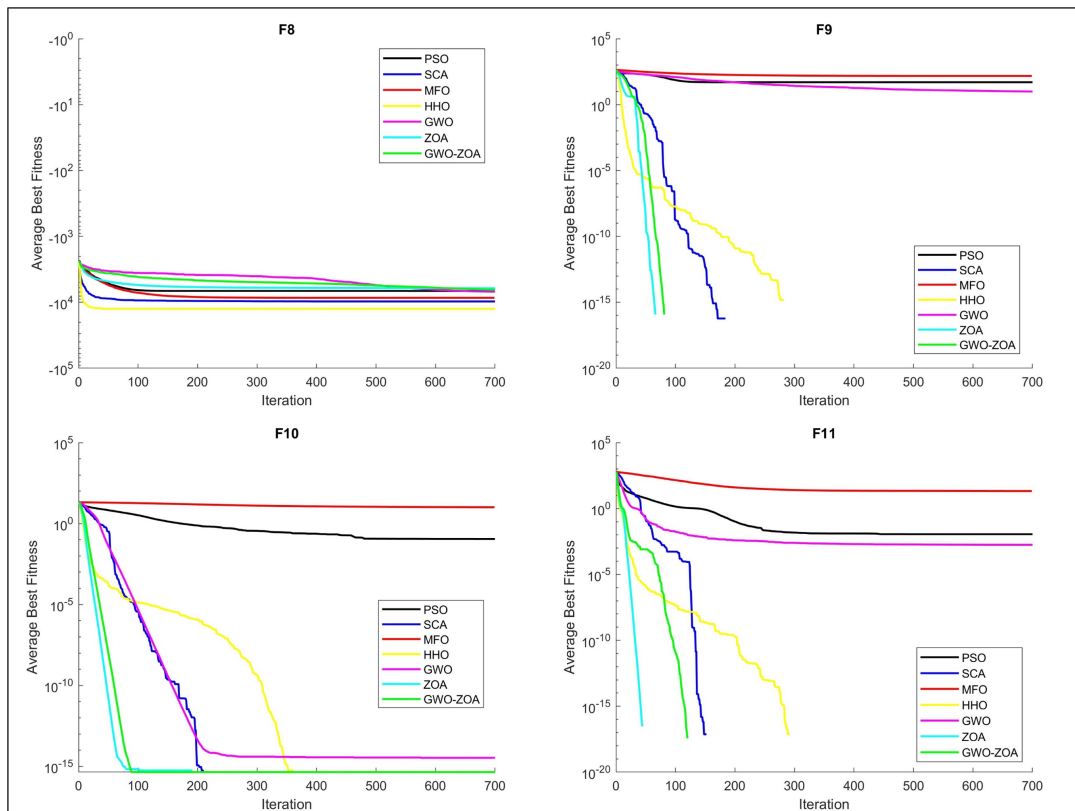 F8
-10^0
-10^1
-10^2
-10^3
-10^4
-10^5
Average Best Fitness
0 100 200 300 400 500 600 700
Iteration
PSO
SCA
MFO
HHO
GWO
ZOA
GWO-ZOA
F9
10^5
10^0
10^-5
10^-10
10^-15
10^-20
Average Best Fitness
0 100 200 300 400 500 600 700
Iteration
PSO
SCA
MFO
HHO
GWO
ZOA
GWO-ZOA
F10
10^5
10^0
10^-5
10^-10
10^-15
Average Best Fitness
0 100 200 300 400 500 600 700
Iteration
PSO
SCA
MFO
HHO
GWO
ZOA
GWO-ZOA
F11
10^5
10^0
10^-5
10^-10
10^-15
10^-20
Average Best Fitness
0 100 200 300 400 500 600 700
Iteration
PSO
SCA
MFO
HHO
GWO
ZOA
GWO-ZOA